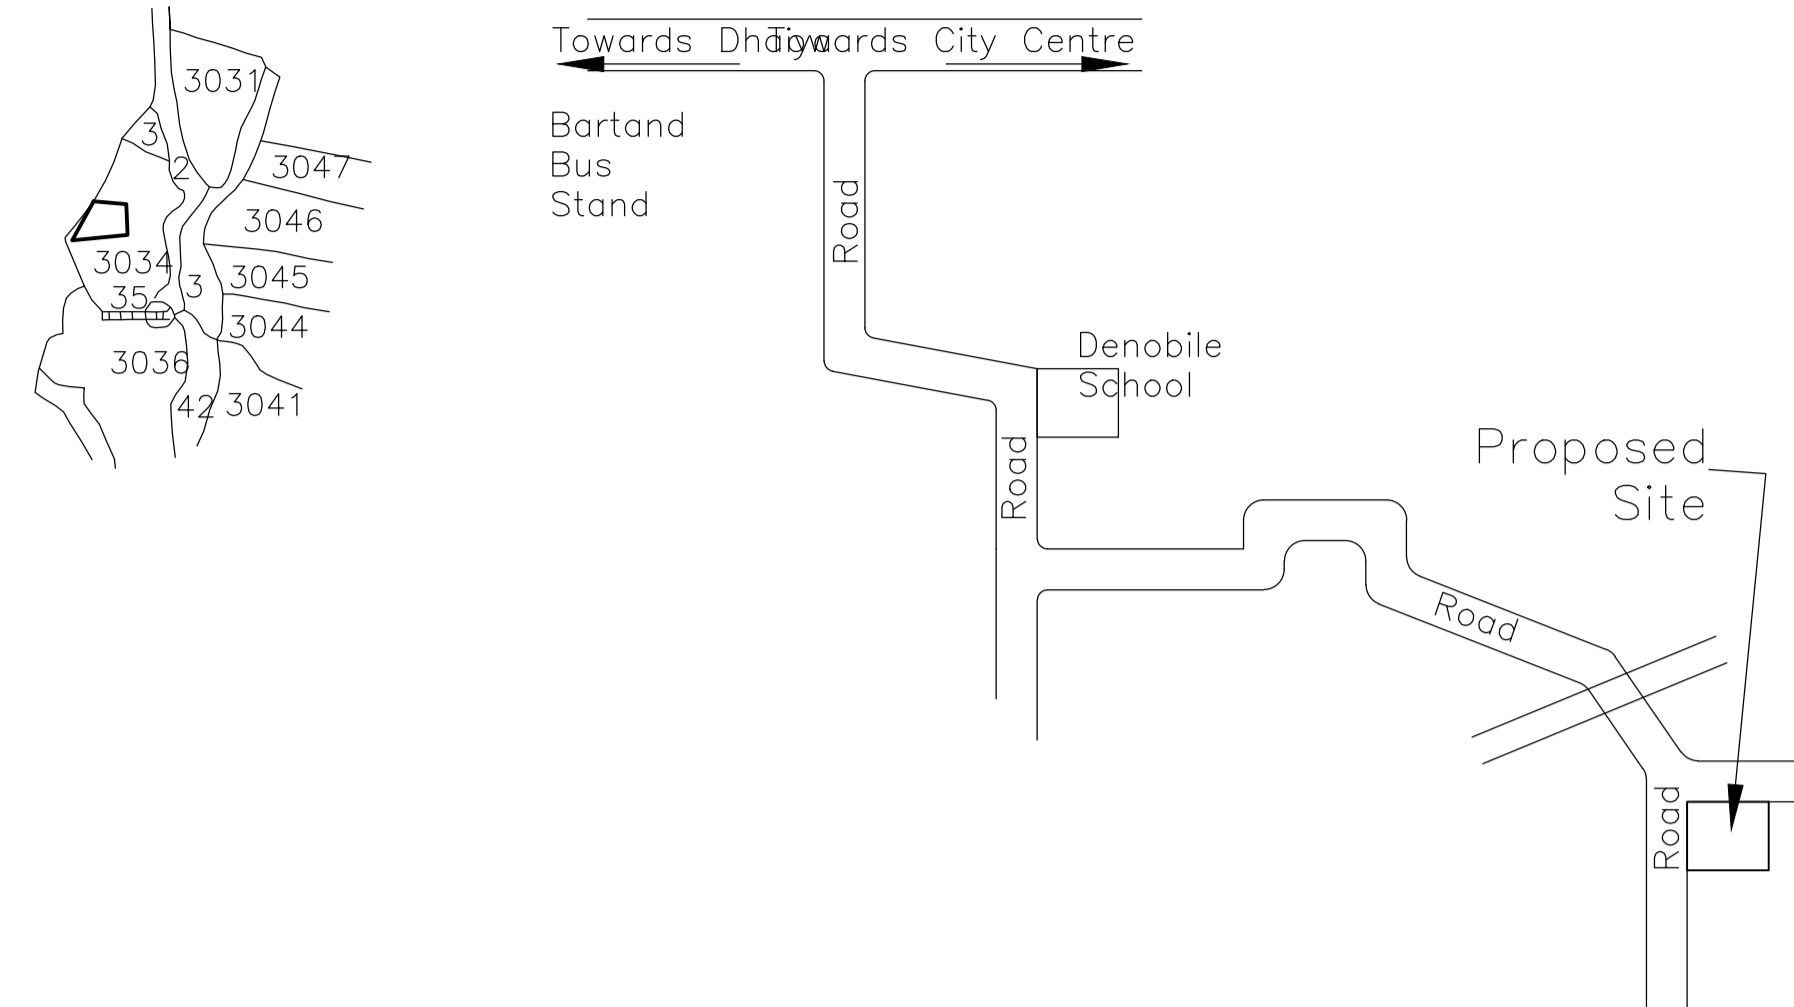 Towards Dhaiya
Towards City Centre
3031
3
2
3047
3046
3034
3
3045
35
3044
3036
42
3041
Bartand
Bus
Stand
Road
Denobile
School
Road
Proposed
Site
Road
Road